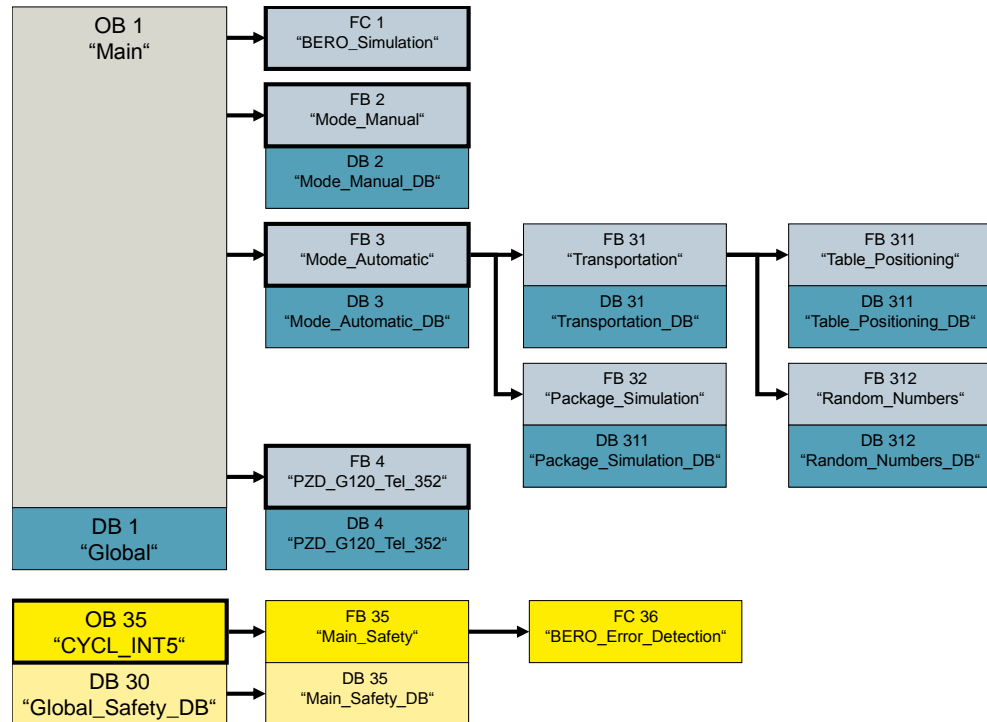 OB 1
“Main“
FC 1
“BERO_Simulation“
FB 2
“Mode_Manual“
DB 2
“Mode_Manual_DB“
FB 3
“Mode_Automatic“
DB 3
“Mode_Automatic_DB“
FB 31
“Transportation“
DB 31
“Transportation_DB“
FB 311
“Table_Positioning“
DB 311
“Table_Positioning_DB“
FB 32
“Package_Simulation“
DB 311
“Package_Simulation_DB“
FB 312
“Random_Numbers“
DB 312
“Random_Numbers_DB“
FB 4
“PZD_G120_Tel_352“
DB 4
“PZD_G120_Tel_352“
DB 1
“Global“
OB 35
“CYCL_INT5“
FB 35
“Main_Safety“
FC 36
“BERO_Error_Detection“
DB 30
“Global_Safety_DB“
DB 35
“Main_Safety_DB“